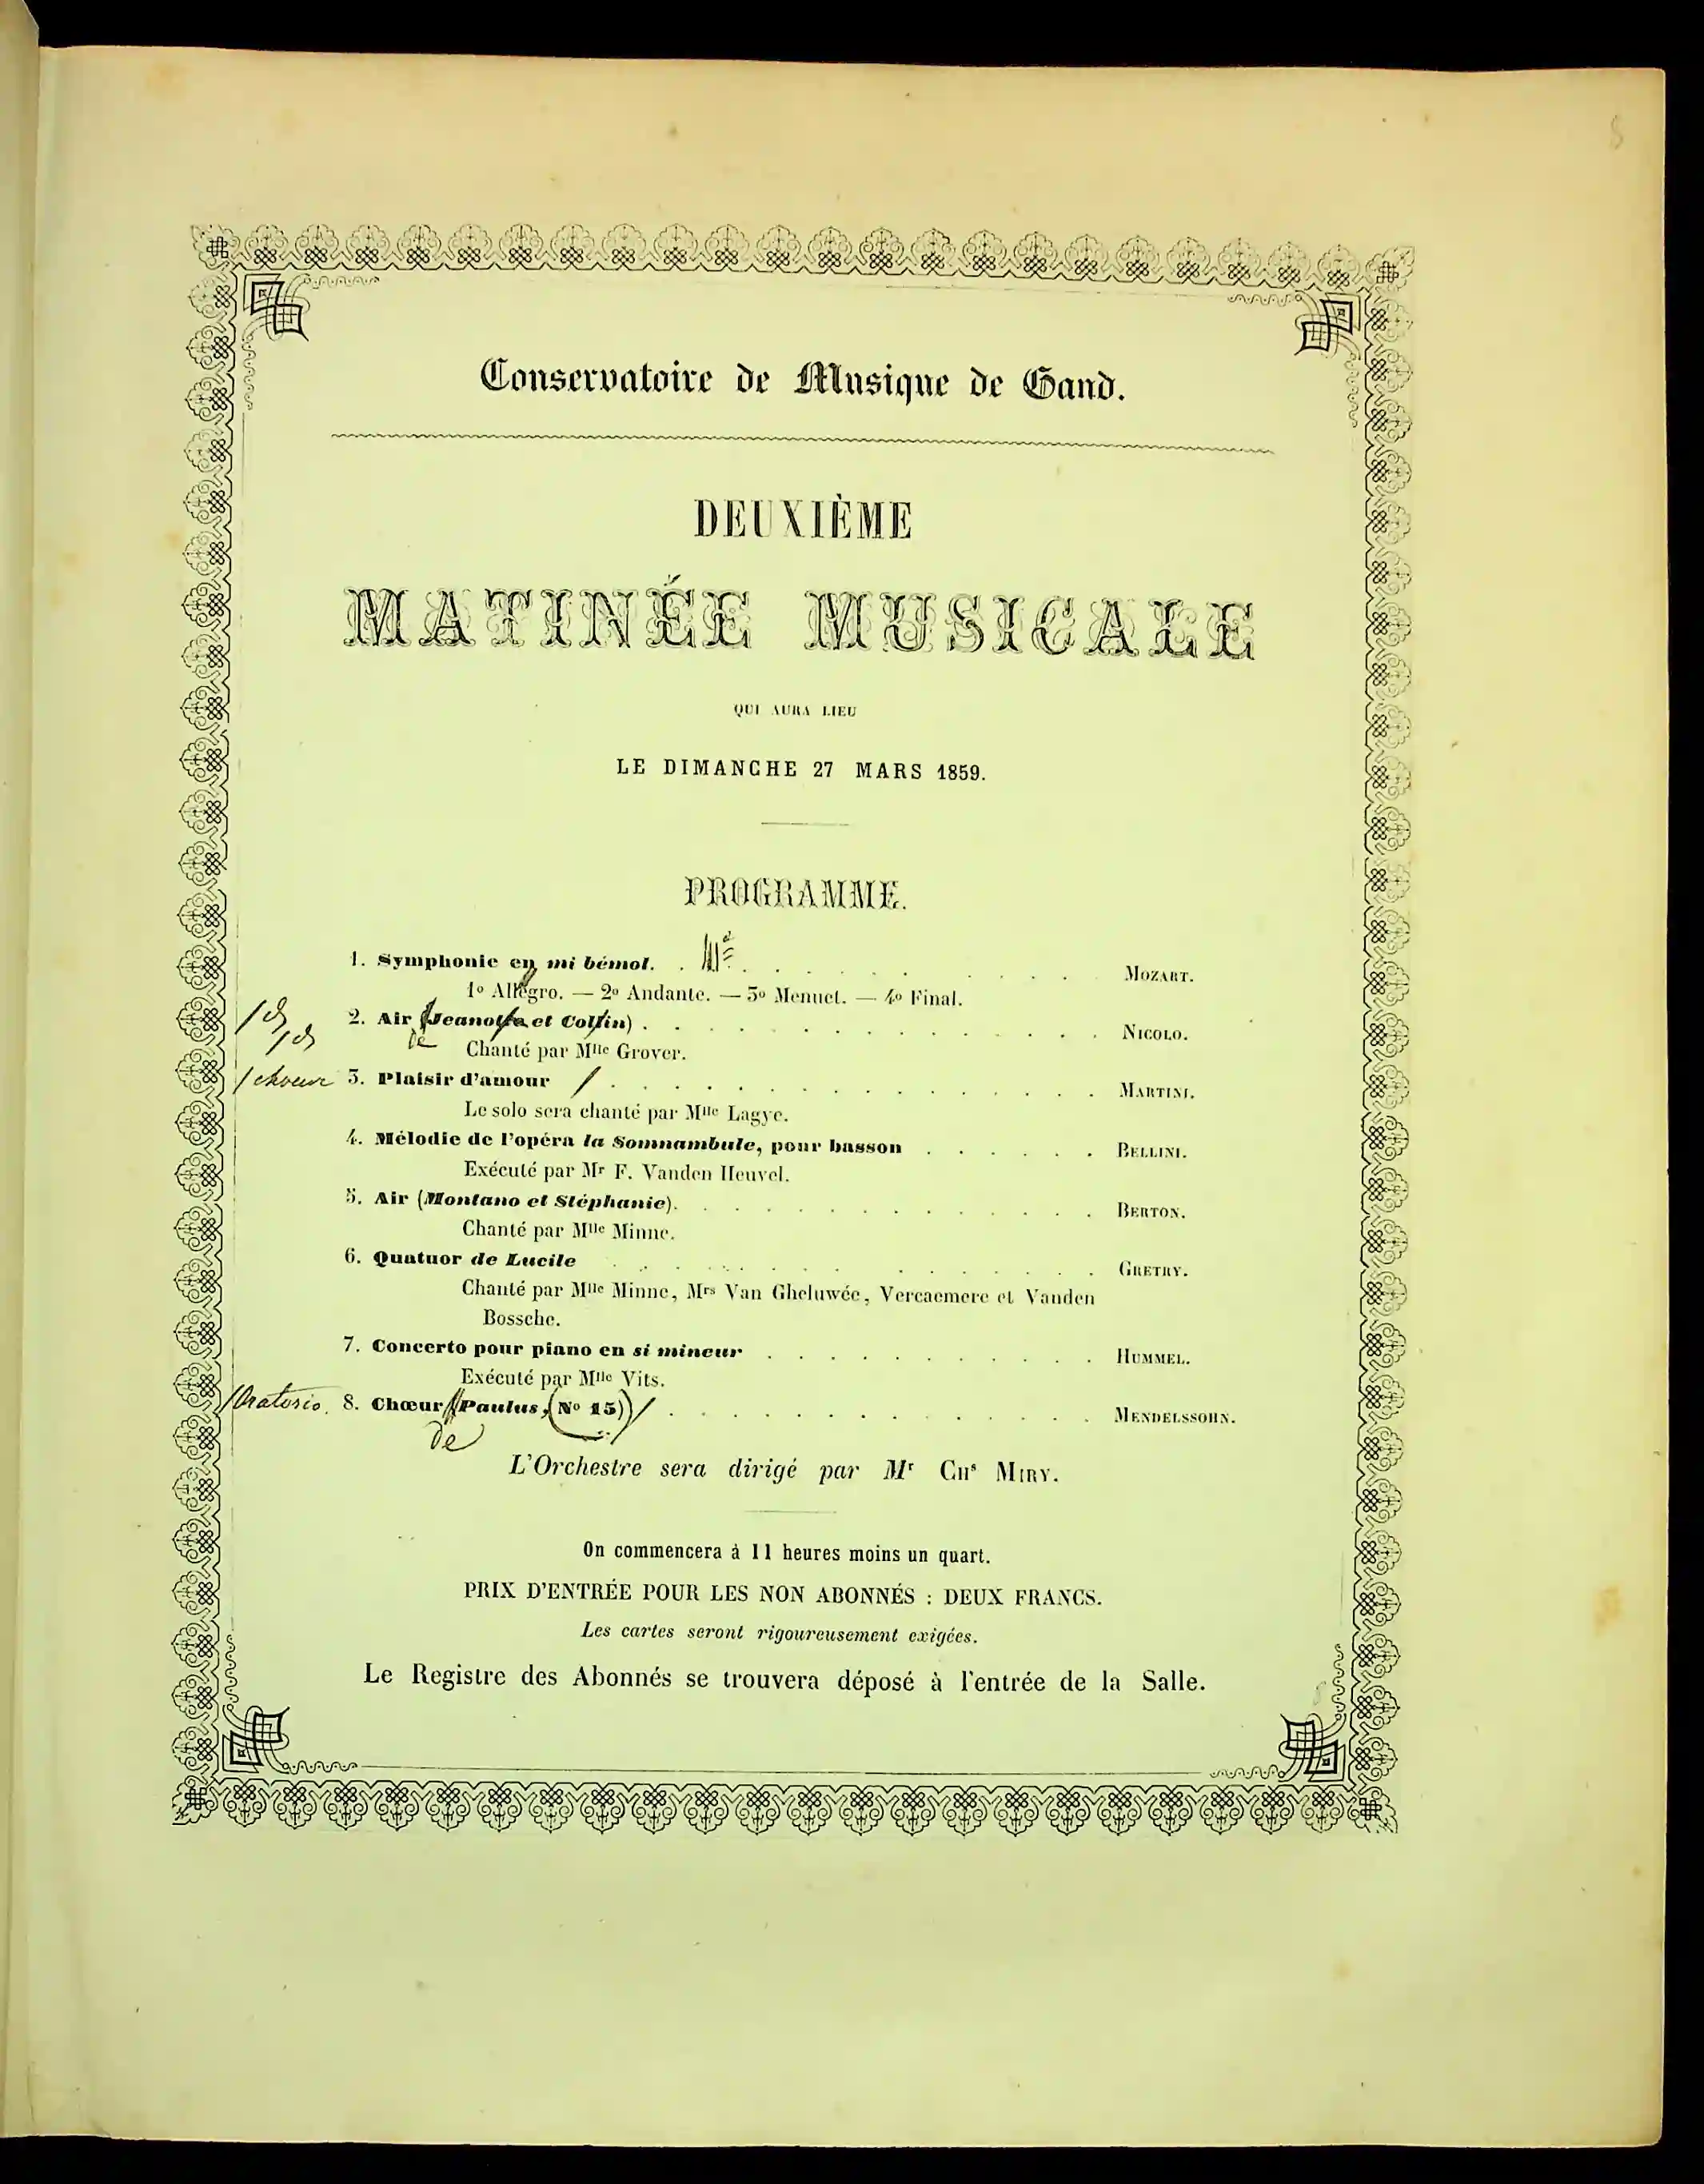 Conservatoire de Musique de Gand.
DEUXIÈME
MATINÉE MUSICALE
QUI AURA LIEU
LE DIMANCHE 27 MARS 1859.
PROGRAMME.
1. Symphonie en mi bémol. . . . . . . . MOZART.
1o Allegro. — 2o Andante. — 3o Menuet. — 4o Final.
2. Air (Jeanotte et Collin) . . . . . . . . NICOLO.
de
Chanté par Mlle Grover.
chœur 3. Plaisir d'amour . . . . . . . . MARTINI.
Le solo sera chanté par Mlle Lagye.
4. Mélodie de l'opéra la Somnambule, pour basson . . . . . . BELLINI.
Exécuté par Mr F. Vanden Heuvel.
5. Air (Montano et Stéphanie). . . . . . . . BERTON.
Chanté par Mlle Minne.
6. Quatuor de Lucile . . . . . . . . GRETRY.
Chanté par Mlle Minne, Mrs Van Gheluwée, Vercaemere et Vanden
Bossche.
7. Concerto pour piano en si mineur . . . . . . . . HUMMEL.
Exécuté par Mlle Vits.
Oratorio. 8. Chœur (Paulus, (No 15)) . . . . . . . . MENDELSSOHN.
de
L'Orchestre sera dirigé par Mr CHs MIRY.
On commencera à 11 heures moins un quart.
PRIX D'ENTRÉE POUR LES NON ABONNÉS : DEUX FRANCS.
Les cartes seront rigoureusement exigées.
Le Registre des Abonnés se trouvera déposé à l'entrée de la Salle.